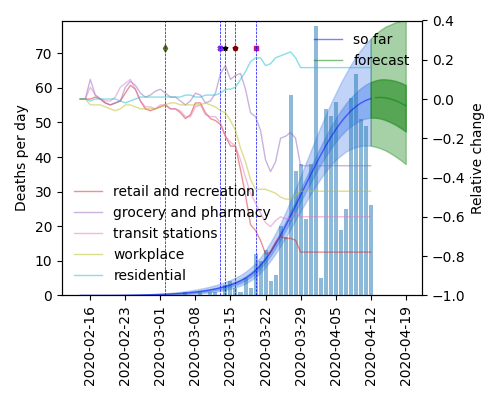 so far
forecast
retail and recreation
grocery and pharmacy
transit stations
workplace
residential
Deaths per day
0
10
20
30
40
50
60
70
Relative change
0.4
0.2
0.0
−0.2
−0.4
−0.6
−0.8
−1.0
2020-02-16
2020-02-23
2020-03-01
2020-03-08
2020-03-15
2020-03-22
2020-03-29
2020-04-05
2020-04-12
2020-04-19